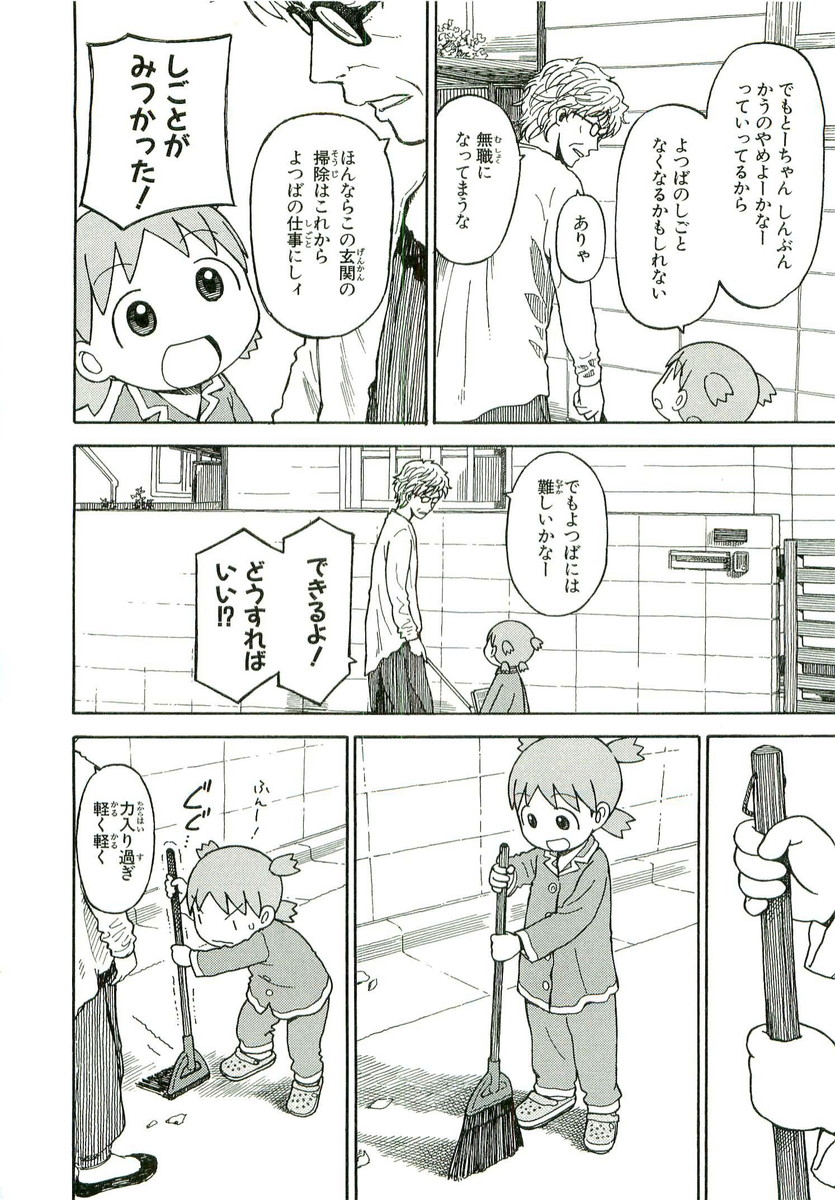 でもとーちゃん しんぶん
かうのやめよーかなー
っていってるから
よつばのしごと
なくなるかもしれない
ありゃ
無職に
なってまうな
ほんならこの玄関の
掃除はこれから
よつばの仕事にしィ
しごとが
みつかった!
でもよつばには
難しいかなー
できるよ!
どうすれば
いい!?
ふんー!
ぐぐ…
力入り過ぎ
軽く軽く